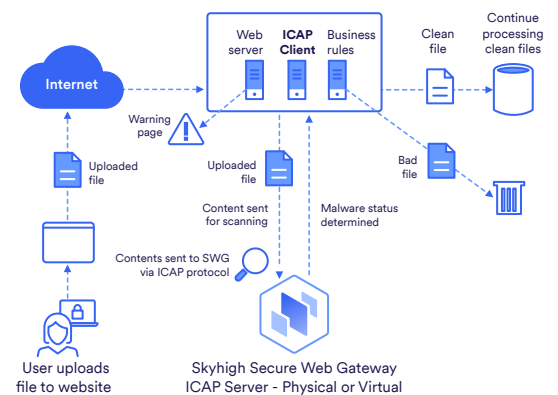 Web
server
ICAP
Client
Business
rules
Clean
file
Continue
processing
clean files
Internet
Warning
page
Uploaded
file
Uploaded
file
Bad
file
Content sent
for scanning
Malware status
determined
Contents sent to SWG
via ICAP protocol
User uploads
file to website
Skyhigh Secure Web Gateway
ICAP Server - Physical or Virtual